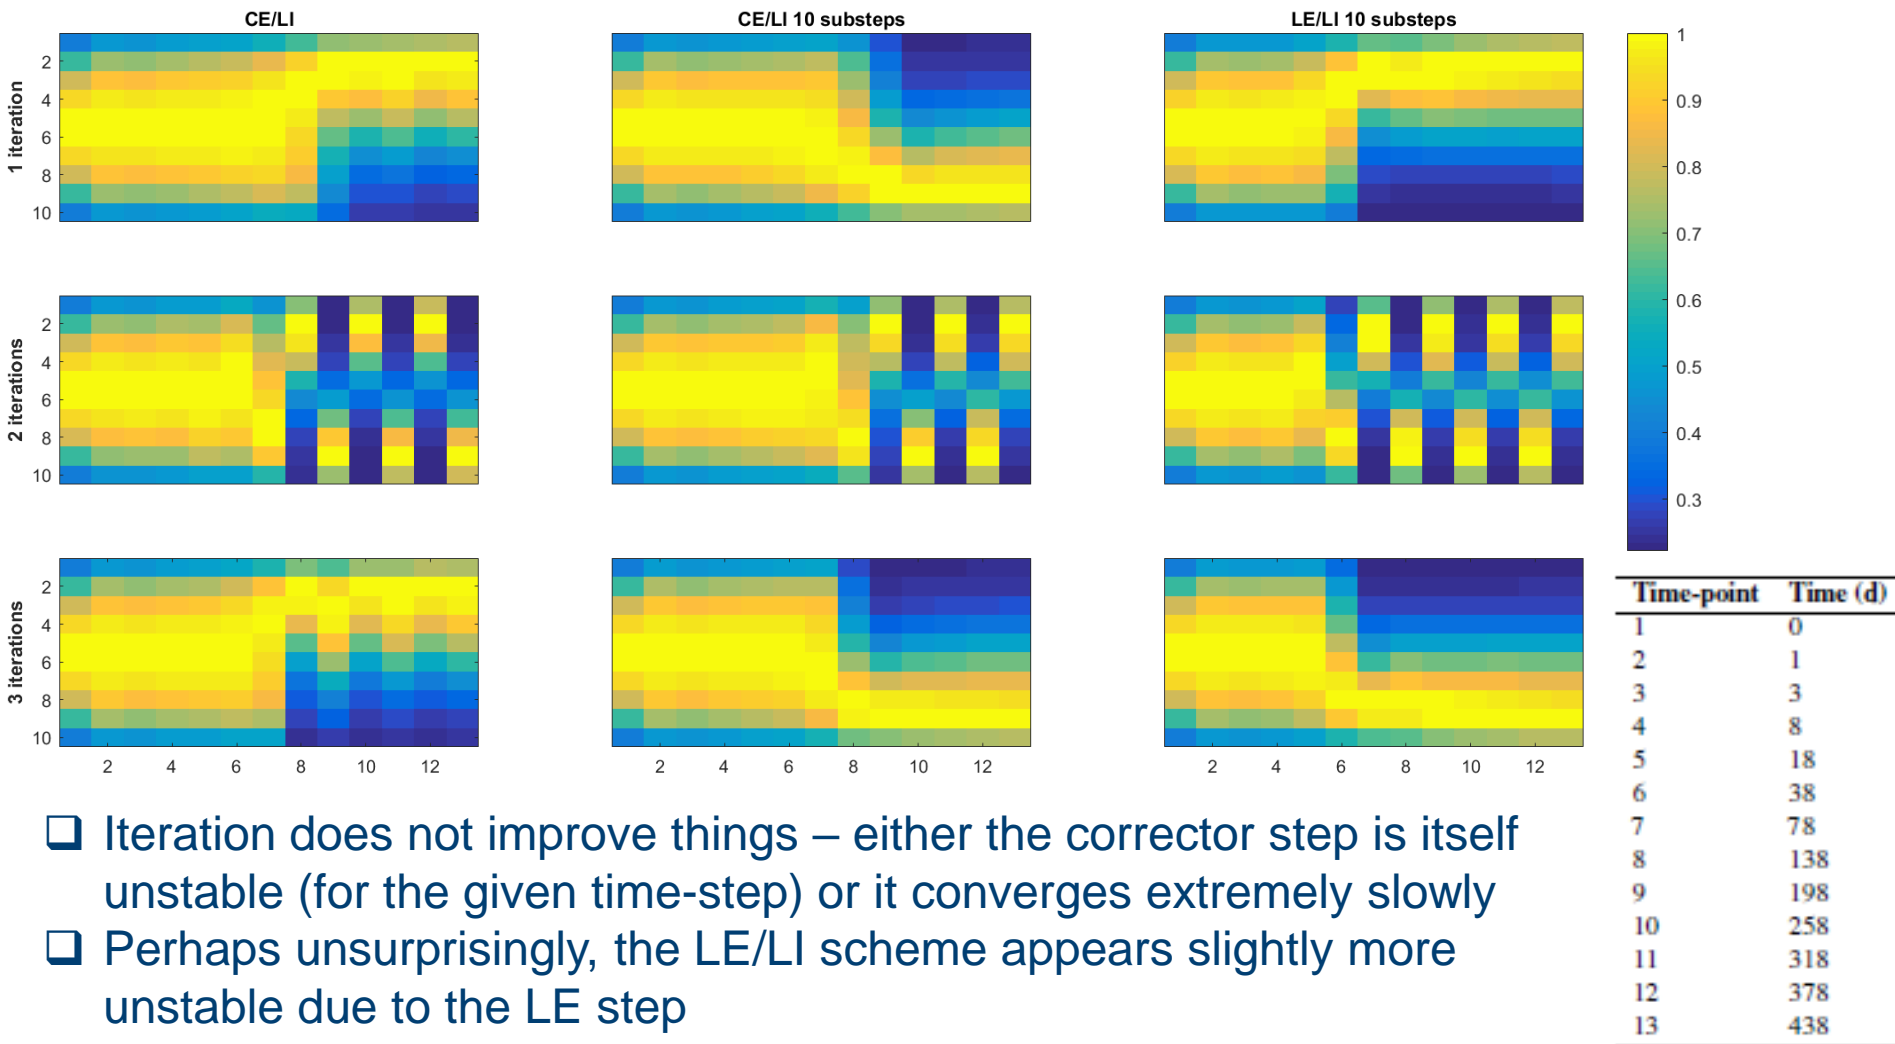 CE/LI
CE/LI 10 substeps
LE/LI 10 substeps
1 iteration
2
4
6
8
10
1
0.9
0.8
0.7
0.6
0.5
0.4
0.3
2 iterations
2
4
6
8
10
3 iterations
2
4
6
8
10
2 4 6 8 10 12
2 4 6 8 10 12
2 4 6 8 10 12
Time-point Time (d)
1 0
2 1
3 3
4 8
5 18
6 38
7 78
8 138
9 198
10 258
11 318
12 378
13 438
Iteration does not improve things – either the corrector step is itself
unstable (for the given time-step) or it converges extremely slowly
Perhaps unsurprisingly, the LE/LI scheme appears slightly more
unstable due to the LE step